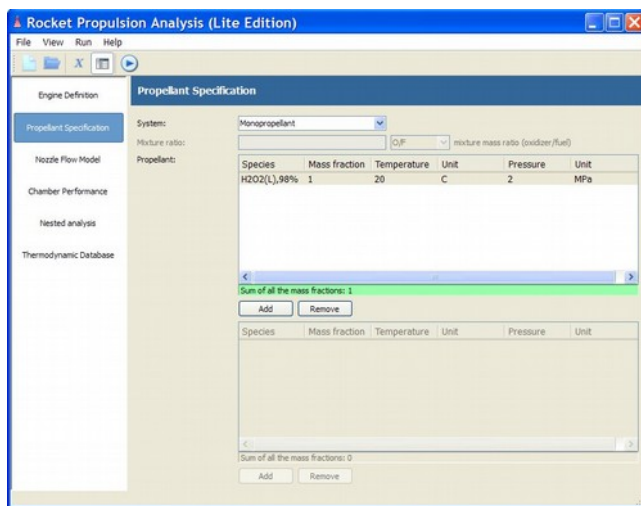 Rocket Propulsion Analysis (Lite Edition)
File View Run Help
Engine Definition
Propellant Specification
Nozzle Flow Model
Chamber Performance
Nested analysis
Thermodynamic Database
Propellant Specification
System: Monopropellant
Mixture ratio: O/F mixture mass ratio (oxidizer/fuel)
Propellant:
Species Mass fraction Temperature Unit Pressure Unit
H2O2(L),98% 1 20 C 2 MPa
Sum of all the mass fractions: 1
Add Remove
Species Mass fraction Temperature Unit Pressure Unit
Sum of all the mass fractions: 0
Add Remove